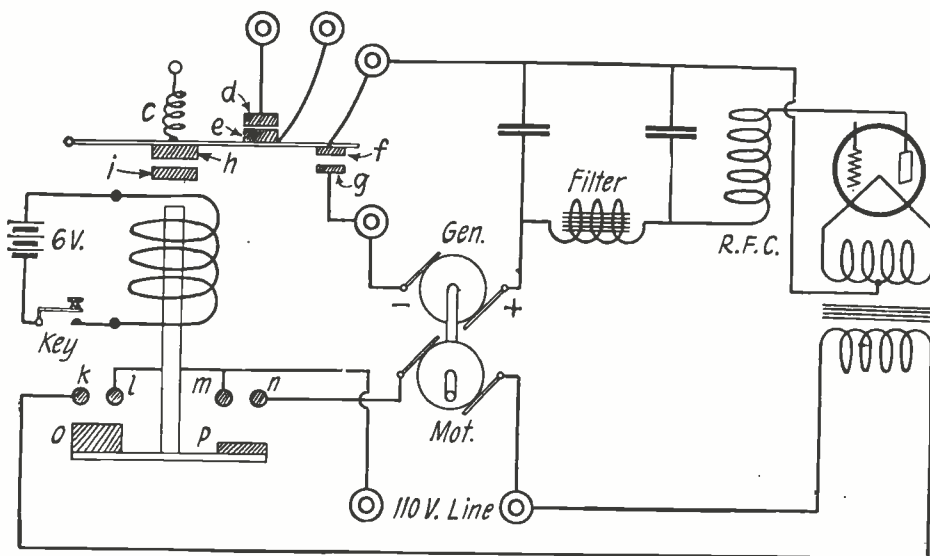 c
d
e
f
g
h
i
6V.
Key
Filter
Gen.
R.F.C.
- +
k
l
m
n
Mot.
o
p
110 V. Line